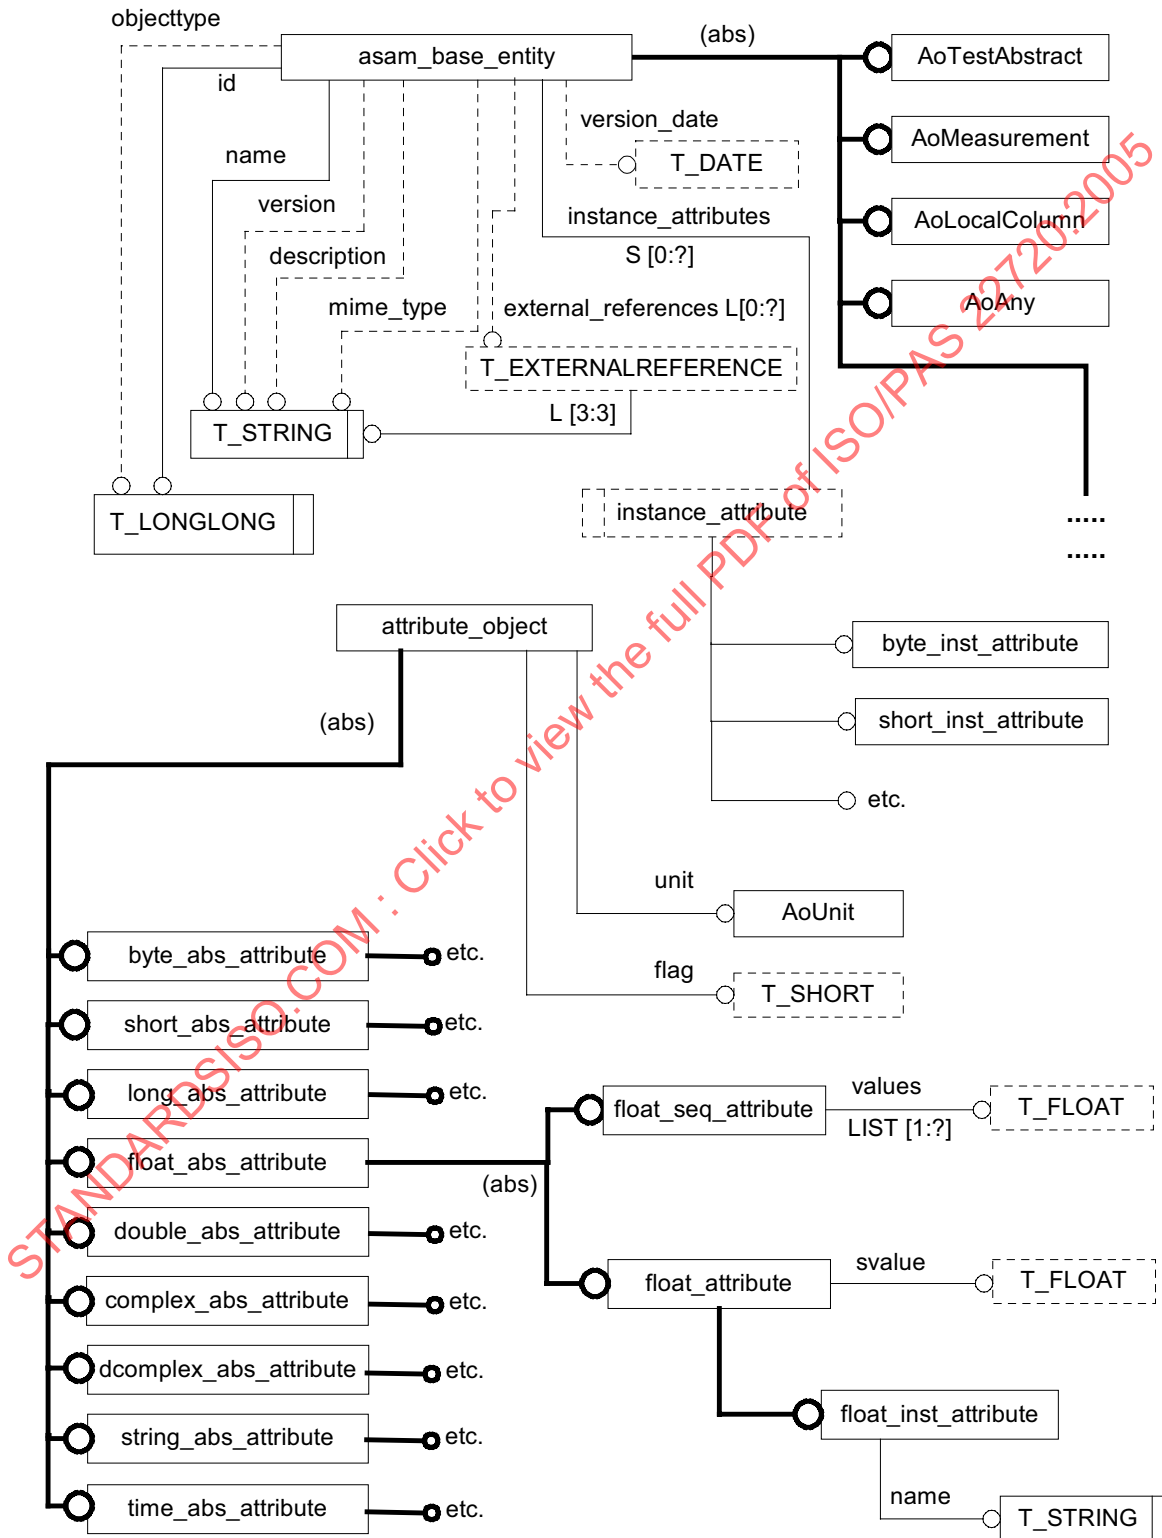 objecttype
asam_base_entity
(abs)
AoTestAbstract
id
version_date
AoMeasurement
name
T_DATE
version
instance_attributes
AoLocalColumn
description
S [0:?]
mime_type
external_references L[0:?]
AoAny
T_EXTERNALREFERENCE
L [3:3]
T_STRING
T_LONGLONG
instance_attribute
.....
.....
attribute_object
byte_inst_attribute
(abs)
short_inst_attribute
etc.
unit
AoUnit
byte_abs_attribute
etc.
flag
T_SHORT
short_abs_attribute
etc.
long_abs_attribute
etc.
float_seq_attribute
values
LIST [1:?]
T_FLOAT
float_abs_attribute
(abs)
double_abs_attribute
etc.
float_attribute
svalue
T_FLOAT
complex_abs_attribute
etc.
dcomplex_abs_attribute
etc.
float_inst_attribute
string_abs_attribute
etc.
name
T_STRING
time_abs_attribute
etc.
STANDARDSISO.COM : Click to view the full PDF of ISO/PAS 22720:2005